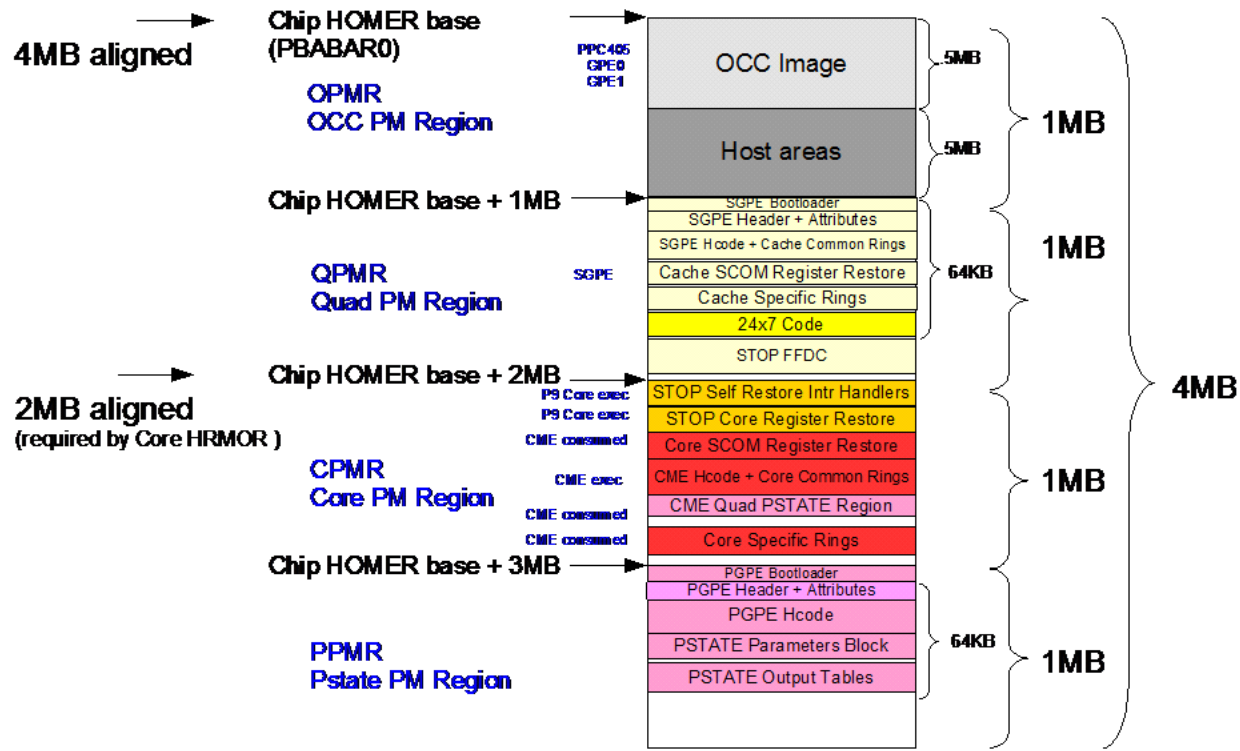 Chip HOMER base
(PBABAR0)
4MB aligned
PPC405
GPE0
GPE1
OPMR
OCC PM Region
OCC Image
.5MB
1MB
Host areas
.5MB
Chip HOMER base + 1MB
SGPE Bootloader
SGPE Header + Attributes
SGPE Hcode + Cache Common Rings
1MB
QPMR
Quad PM Region
SGPE
Cache SCOM Register Restore
64KB
Cache Specific Rings
24x7 Code
STOP FFDC
Chip HOMER base + 2MB
2MB aligned
(required by Core HRMOR )
P9 Core exec
STOP Self Restore Intr Handlers
4MB
P9 Core exec
STOP Core Register Restore
CME consumed
Core SCOM Register Restore
CPMR
Core PM Region
CME exec
CME Hcode + Core Common Rings
1MB
CME Quad PSTATE Region
CME consumed
CME consumed
Core Specific Rings
Chip HOMER base + 3MB
PGPE Bootloader
PGPE Header + Attributes
PGPE Hcode
PPMR
Pstate PM Region
PSTATE Parameters Block
64KB
1MB
PSTATE Output Tables